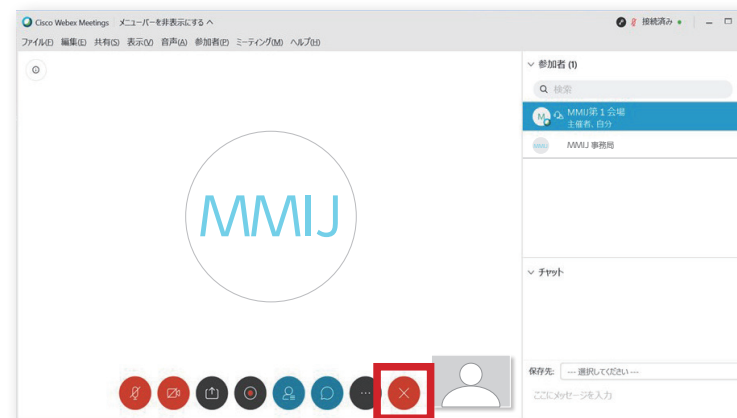 Cisco Webex Meetings メニューバーを非表示にする へ
接続済み
ファイル(F) 編集(E) 共有(S) 表示(V) 音声(A) 参加者(P) ミーティング(M) ヘルプ(H)
参加者 (1)
検索
M MMIJ第1会場
主催者、自分
MMIJ MMIJ 事務局
MMIJ
チャット
保存先: --- 選択してください ---
ここにメッセージを入力